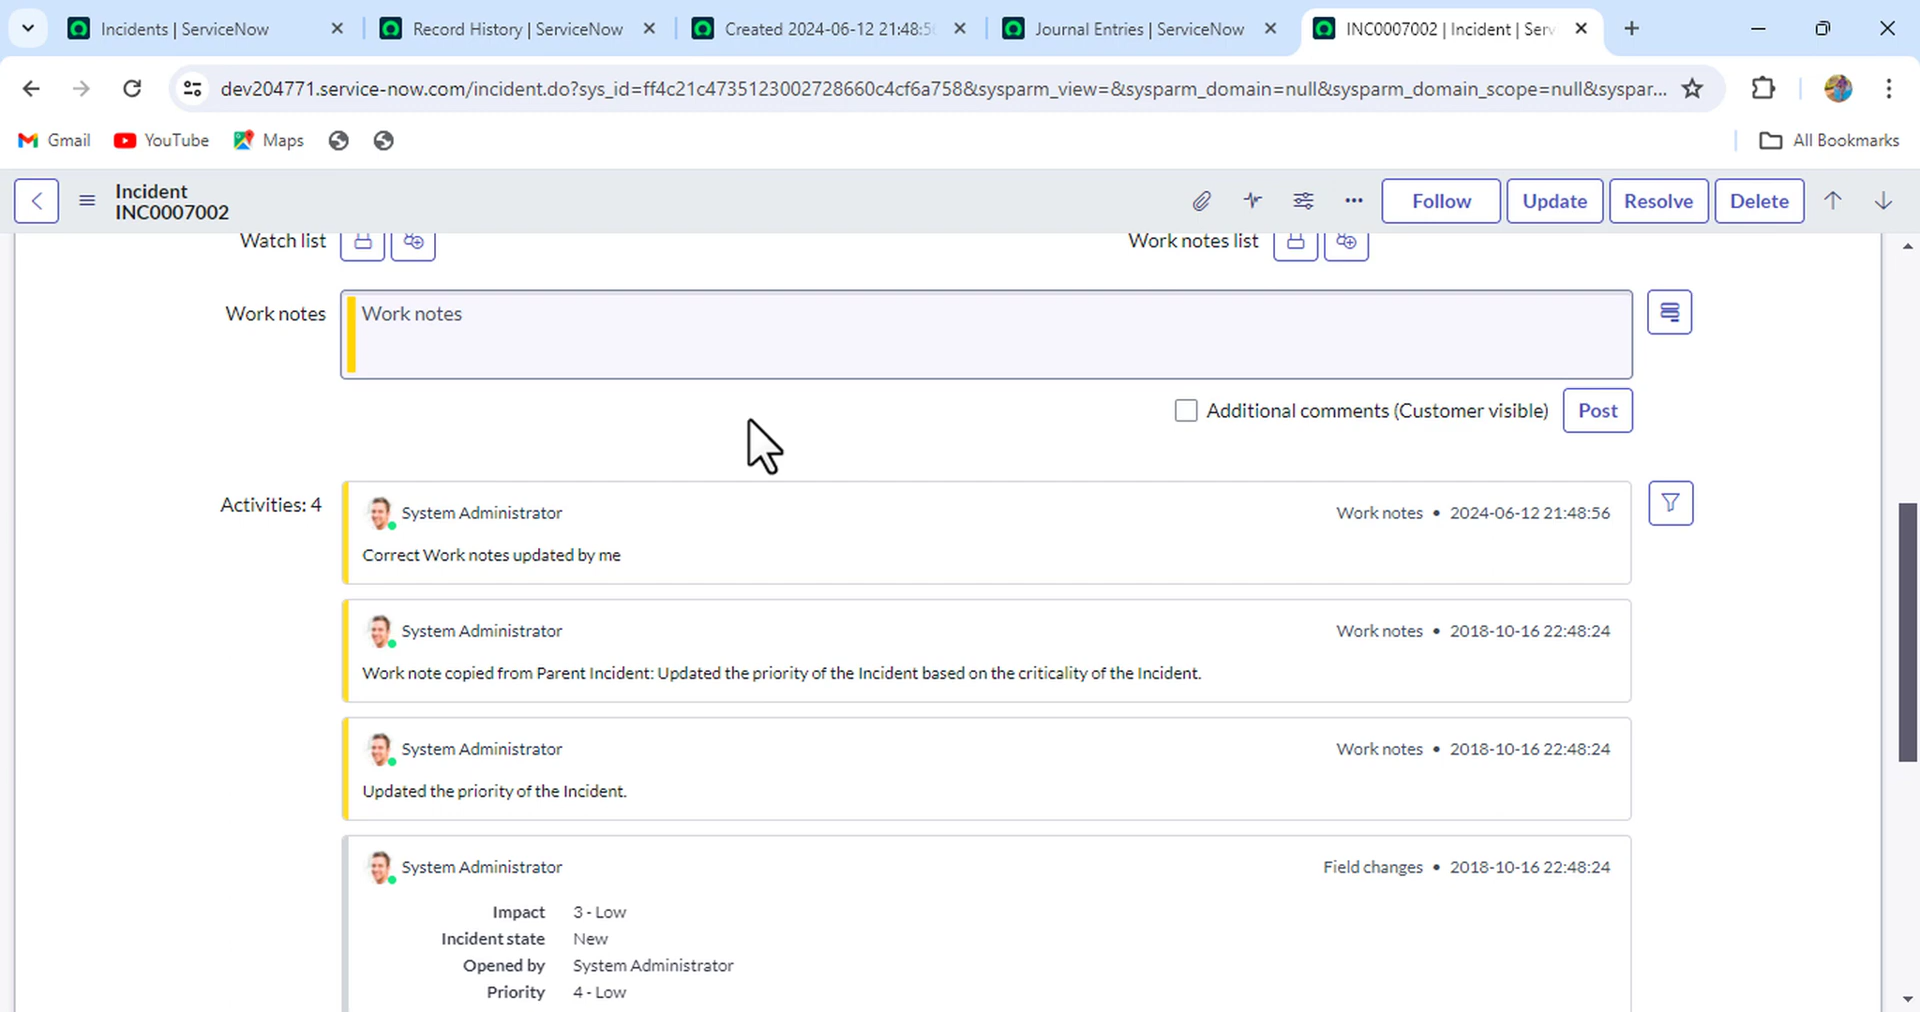 Incidents | ServiceNow
Record History | ServiceNow
Created 2024-06-12 21:48:5
Journal Entries | ServiceNow
INC0007002 | Incident | Serv
dev204771.service-now.com/incident.do?sys_id=ff4c21c4735123002728660c4cf6a758&sysparm_view=&sysparm_domain=null&sysparm_domain_scope=null&syspar...
Gmail
YouTube
Maps
All Bookmarks
Incident
INC0007002
Follow
Update
Resolve
Delete
Watch list
Work notes list
Work notes
Work notes
Additional comments (Customer visible)
Post
Activities: 4
System Administrator
Work notes • 2024-06-12 21:48:56
Correct Work notes updated by me
System Administrator
Work notes • 2018-10-16 22:48:24
Work note copied from Parent Incident: Updated the priority of the Incident based on the criticality of the Incident.
System Administrator
Work notes • 2018-10-16 22:48:24
Updated the priority of the Incident.
System Administrator
Field changes • 2018-10-16 22:48:24
Impact 3 - Low
Incident state New
Opened by System Administrator
Priority 4 - Low